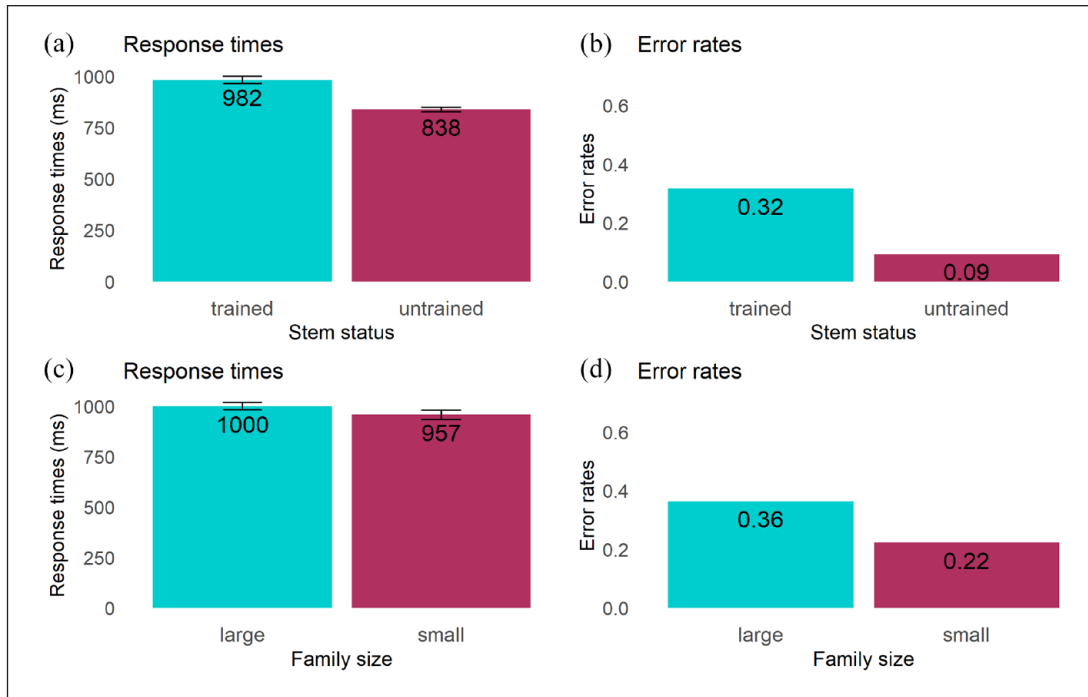 (a) Response times
Response times (ms)
1000
750
500
250
0
982
838
trained untrained
Stem status
(b) Error rates
Error rates
0.6
0.4
0.2
0.0
0.32
0.09
trained untrained
Stem status
(c) Response times
Response times (ms)
1000
750
500
250
0
1000
957
large small
Family size
(d) Error rates
Error rates
0.6
0.4
0.2
0.0
0.36
0.22
large small
Family size